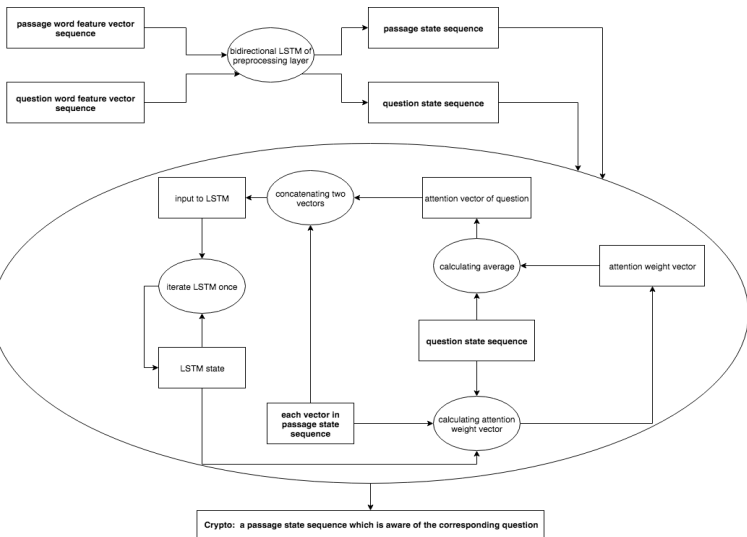 passage word feature vector
sequence
passage state sequence
bidirectional LSTM of
preprocessing layer
question word feature vector
sequence
question state sequence
input to LSTM
concatenating two
vectors
attention vector of question
iterate LSTM once
calculating average
attention weight vector
question state sequence
LSTM state
each vector in
passage state
sequence
calculating attention
weight vector
Crypto:  a passage state sequence which is aware of the corresponding question